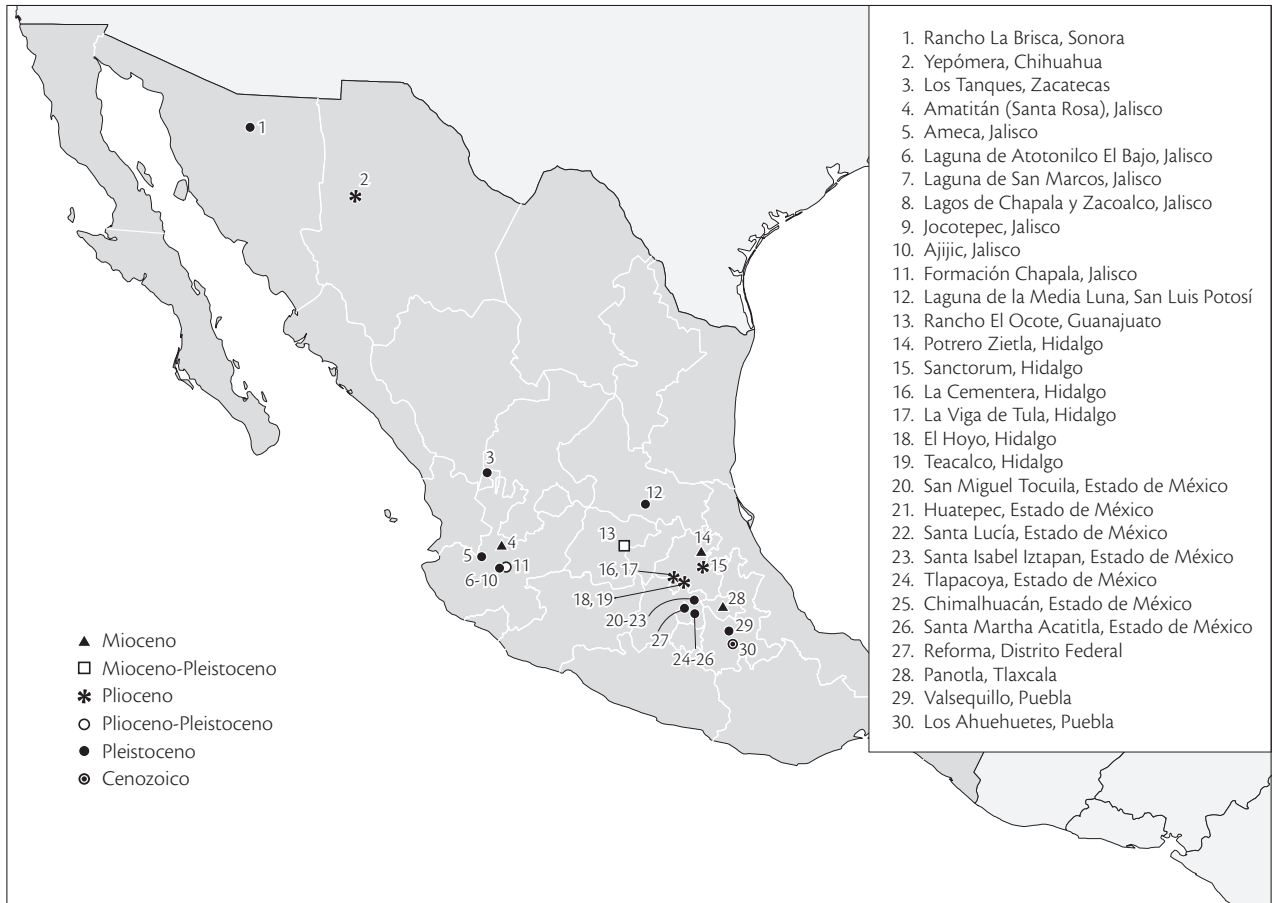 1. Rancho La Brisca, Sonora
2. Yepómera, Chihuahua
3. Los Tanques, Zacatecas
4. Amatitán (Santa Rosa), Jalisco
5. Ameca, Jalisco
6. Laguna de Atotonilco El Bajo, Jalisco
7. Laguna de San Marcos, Jalisco
8. Lagos de Chapala y Zacoalco, Jalisco
9. Jocotepec, Jalisco
10. Ajijic, Jalisco
11. Formación Chapala, Jalisco
12. Laguna de la Media Luna, San Luis Potosí
13. Rancho El Ocote, Guanajuato
14. Potrero Zietla, Hidalgo
15. Sanctorum, Hidalgo
16. La Cementera, Hidalgo
17. La Viga de Tula, Hidalgo
18. El Hoyo, Hidalgo
19. Teacalco, Hidalgo
20. San Miguel Tocuila, Estado de México
21. Huatepec, Estado de México
22. Santa Lucía, Estado de México
23. Santa Isabel Iztapan, Estado de México
24. Tlapacoya, Estado de México
25. Chimalhuacán, Estado de México
26. Santa Martha Acatitla, Estado de México
27. Reforma, Distrito Federal
28. Panotla, Tlaxcala
29. Valsequillo, Puebla
30. Los Ahuehuetes, Puebla
1
2
3
12
4
13
14
5
11
15
6-10
16, 17
18, 19
28
20-23
29
27
30
24-26
Mioceno
Mioceno-Pleistoceno
Plioceno
Plioceno-Pleistoceno
Pleistoceno
Cenozoico